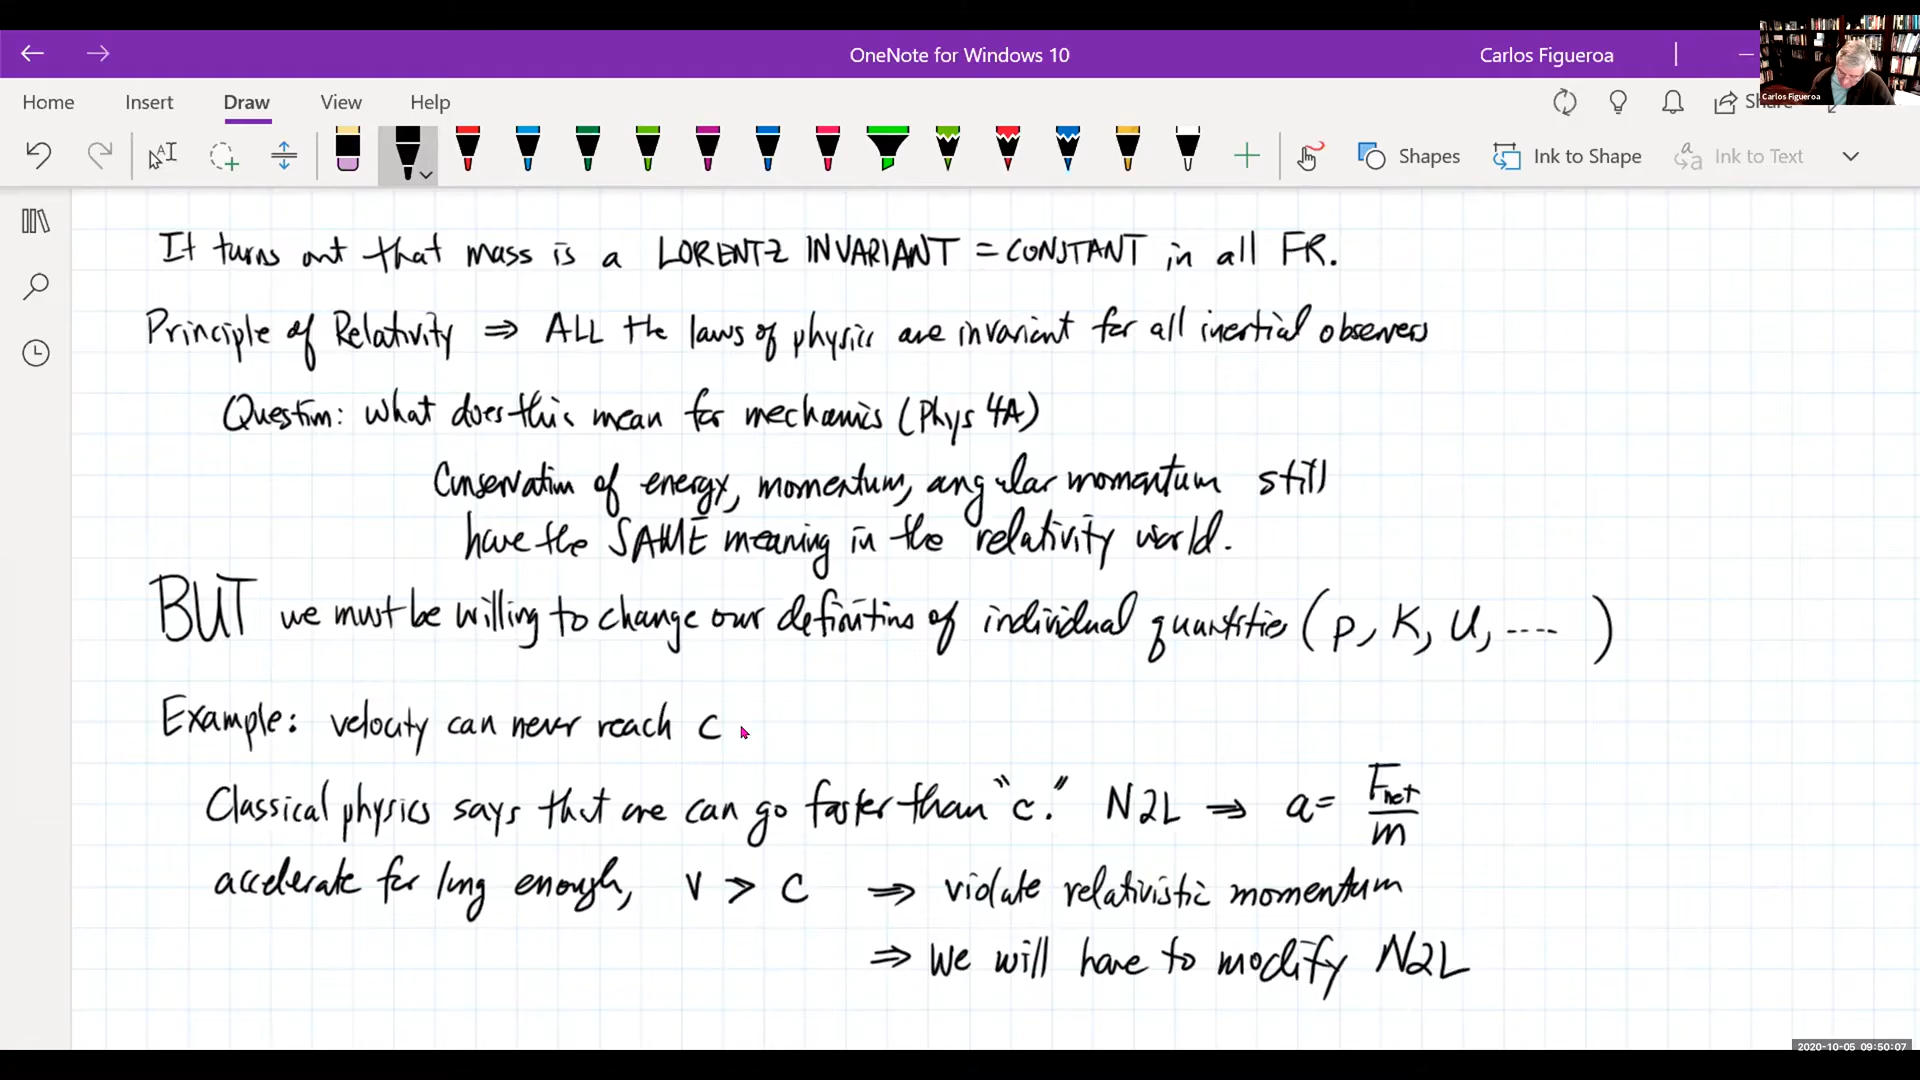 OneNote for Windows 10
Carlos Figueroa
Home Insert Draw View Help
Share
Carlos Figueroa
Shapes Ink to Shape Ink to Text
It turns out that mass is a LORENTZ INVARIANT = CONSTANT in all FR.
Principle of Relativity ⇒ ALL the laws of physics are invariant for all inertial observers
Question: What does this mean for mechanics (Phys 4A)
Conservation of energy, momentum, angular momentum still
have the SAME meaning in the relativity world.
BUT we must be willing to change our definitions of individual quantities (p, K, U, ---- )
Example: velocity can never reach c
Classical physics says that one can go faster than "c." N2L ⇒ a = Fnet/m
accelerate for long enough, v > c ⇒ violate relativistic momentum
⇒ We will have to modify N2L
2020-10-05 09:50:07